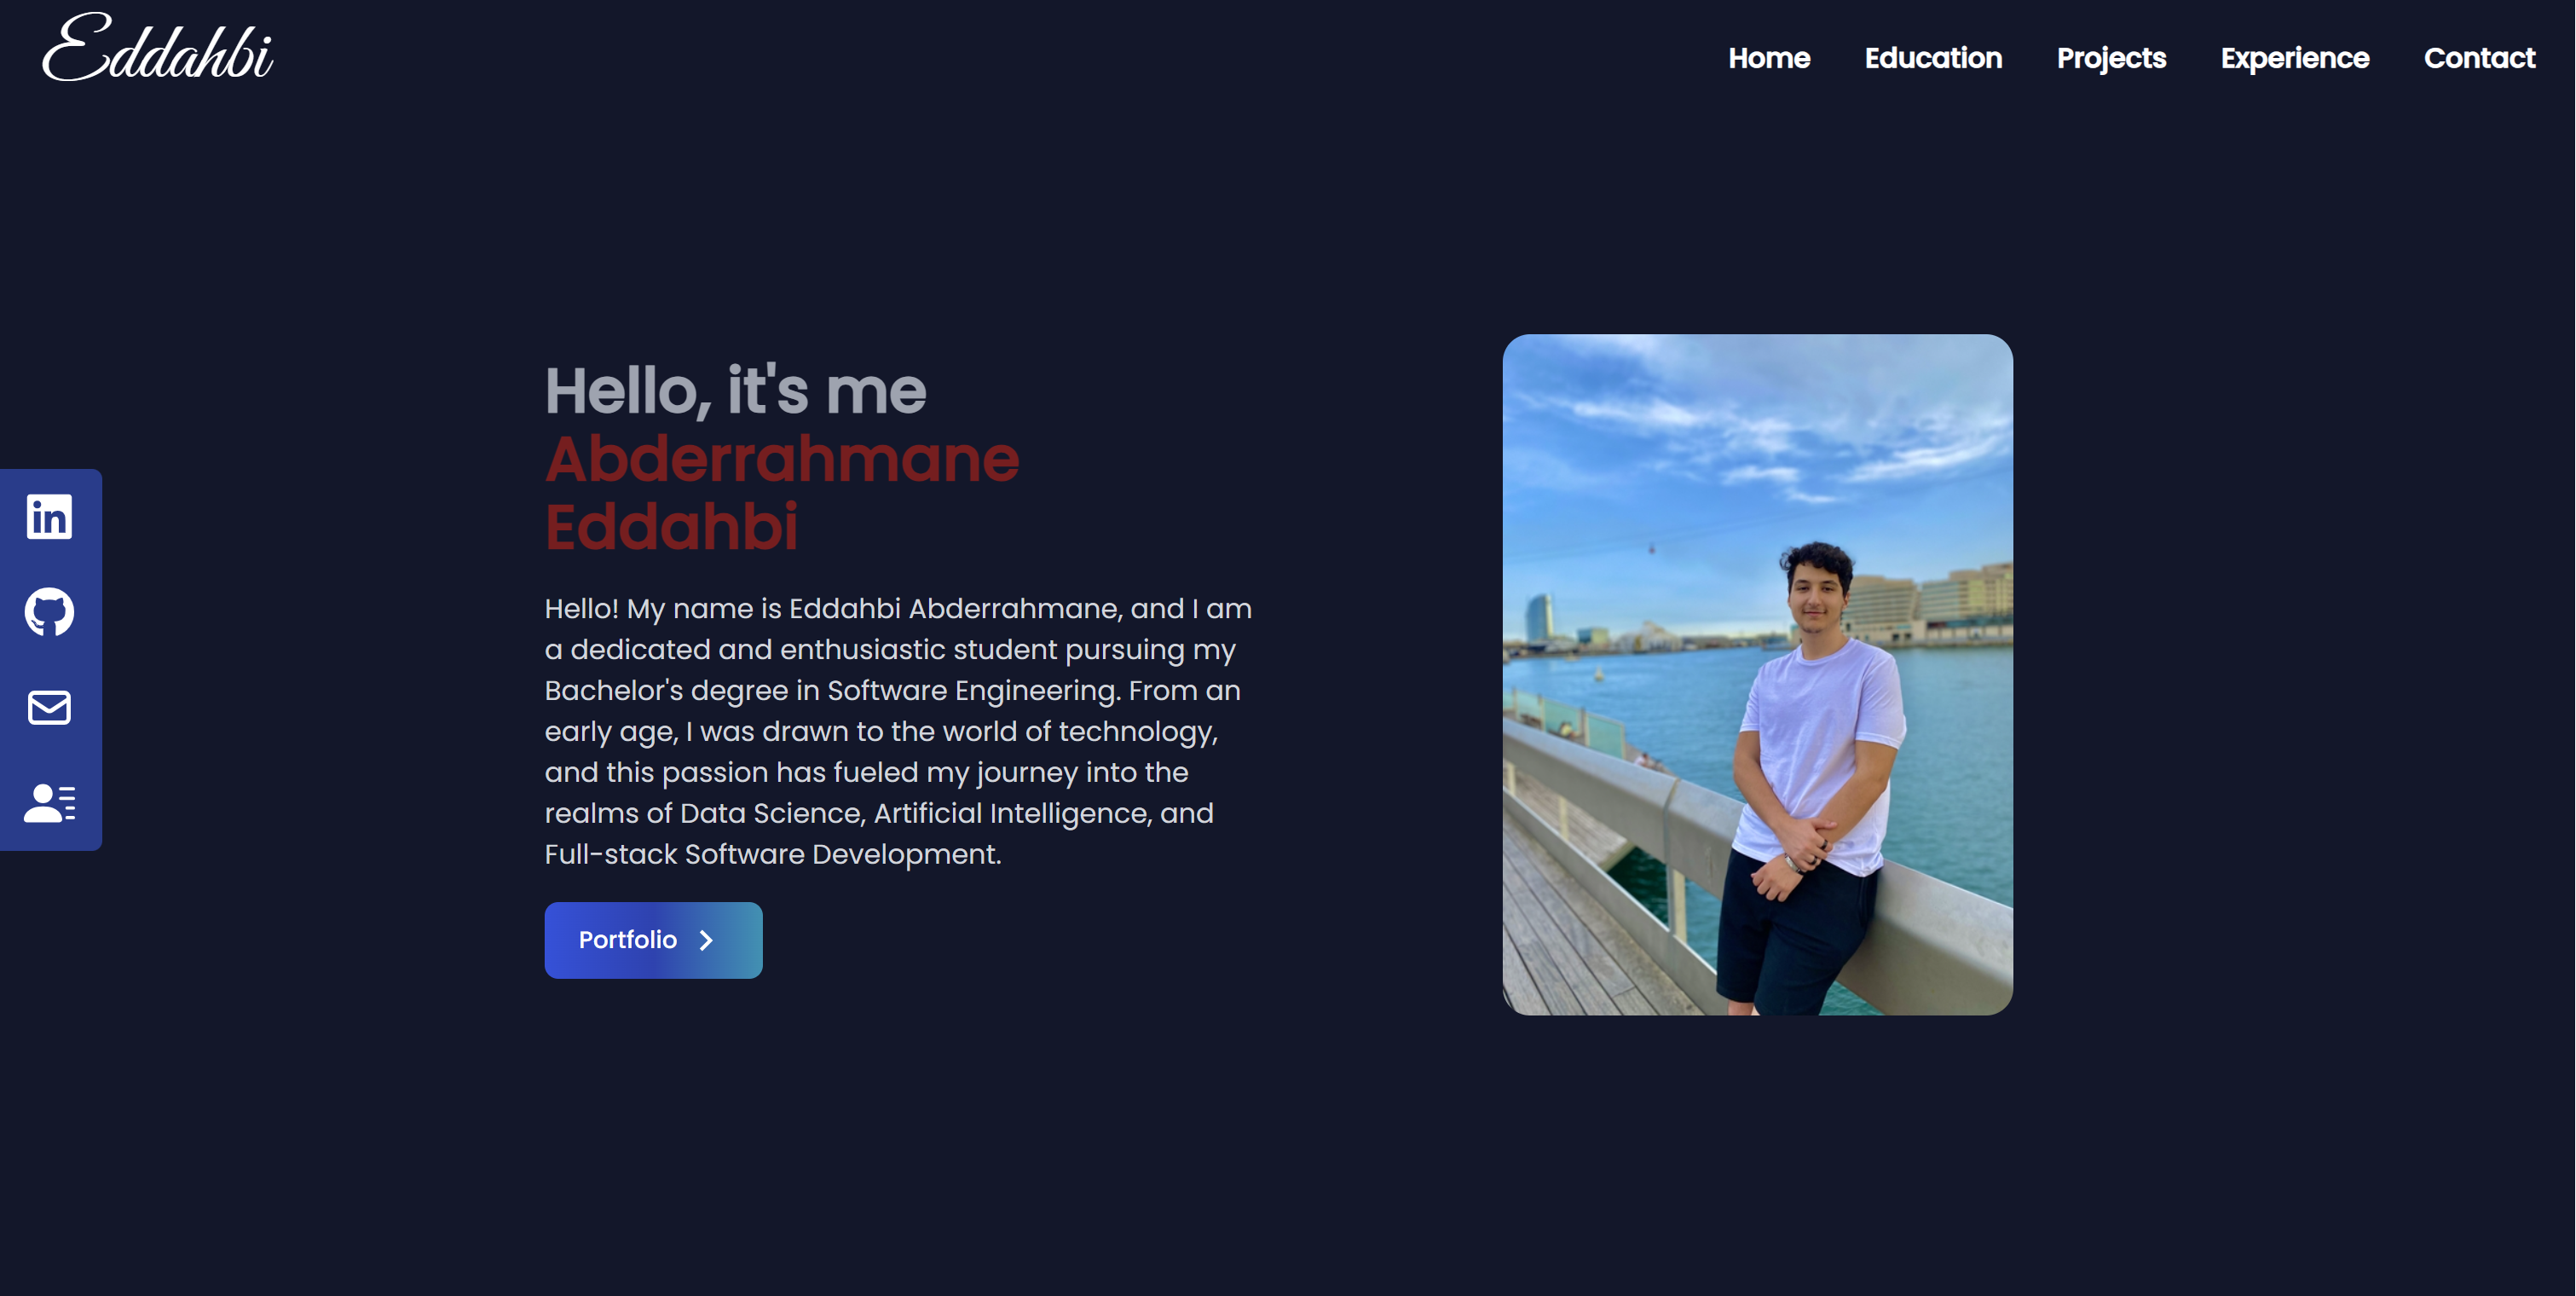 Eddahbi
Home Education Projects Experience Contact
Hello, it's me
Abderrahmane
Eddahbi
Hello! My name is Eddahbi Abderrahmane, and I am
a dedicated and enthusiastic student pursuing my
Bachelor's degree in Software Engineering. From an
early age, I was drawn to the world of technology,
and this passion has fueled my journey into the
realms of Data Science, Artificial Intelligence, and
Full-stack Software Development.
Portfolio
in